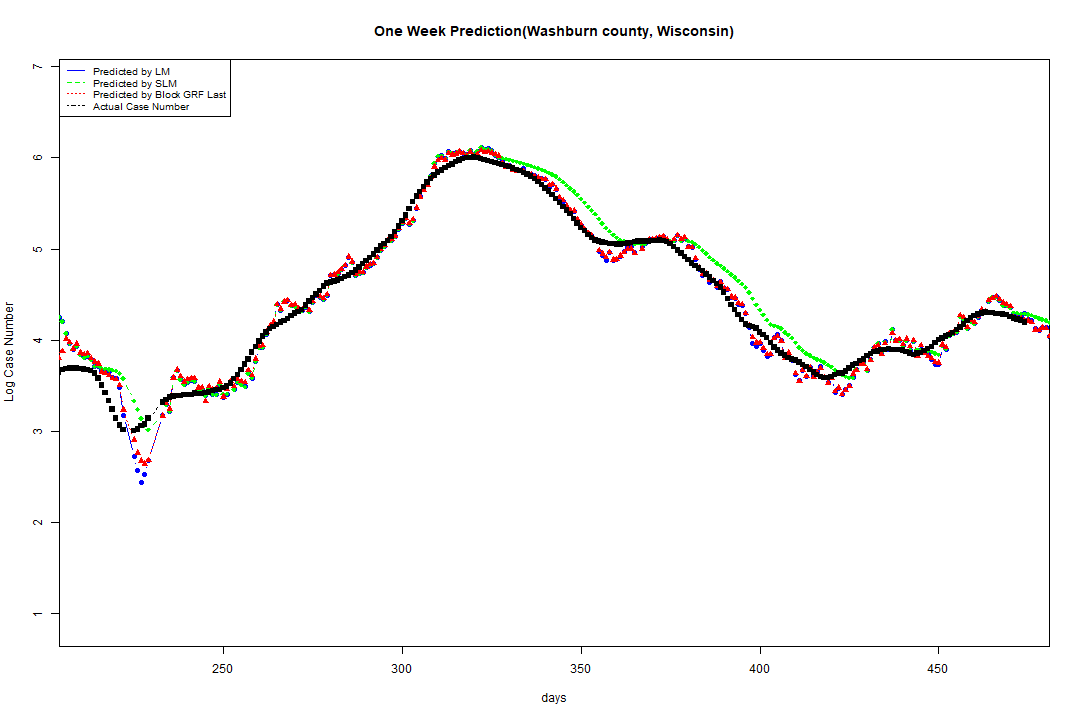 One Week Prediction(Washburn county, Wisconsin)
Predicted by LM
Predicted by SLM
Predicted by Block GRF Last
Actual Case Number
7
6
5
4
3
2
1
Log Case Number
250 300 350 400 450
days